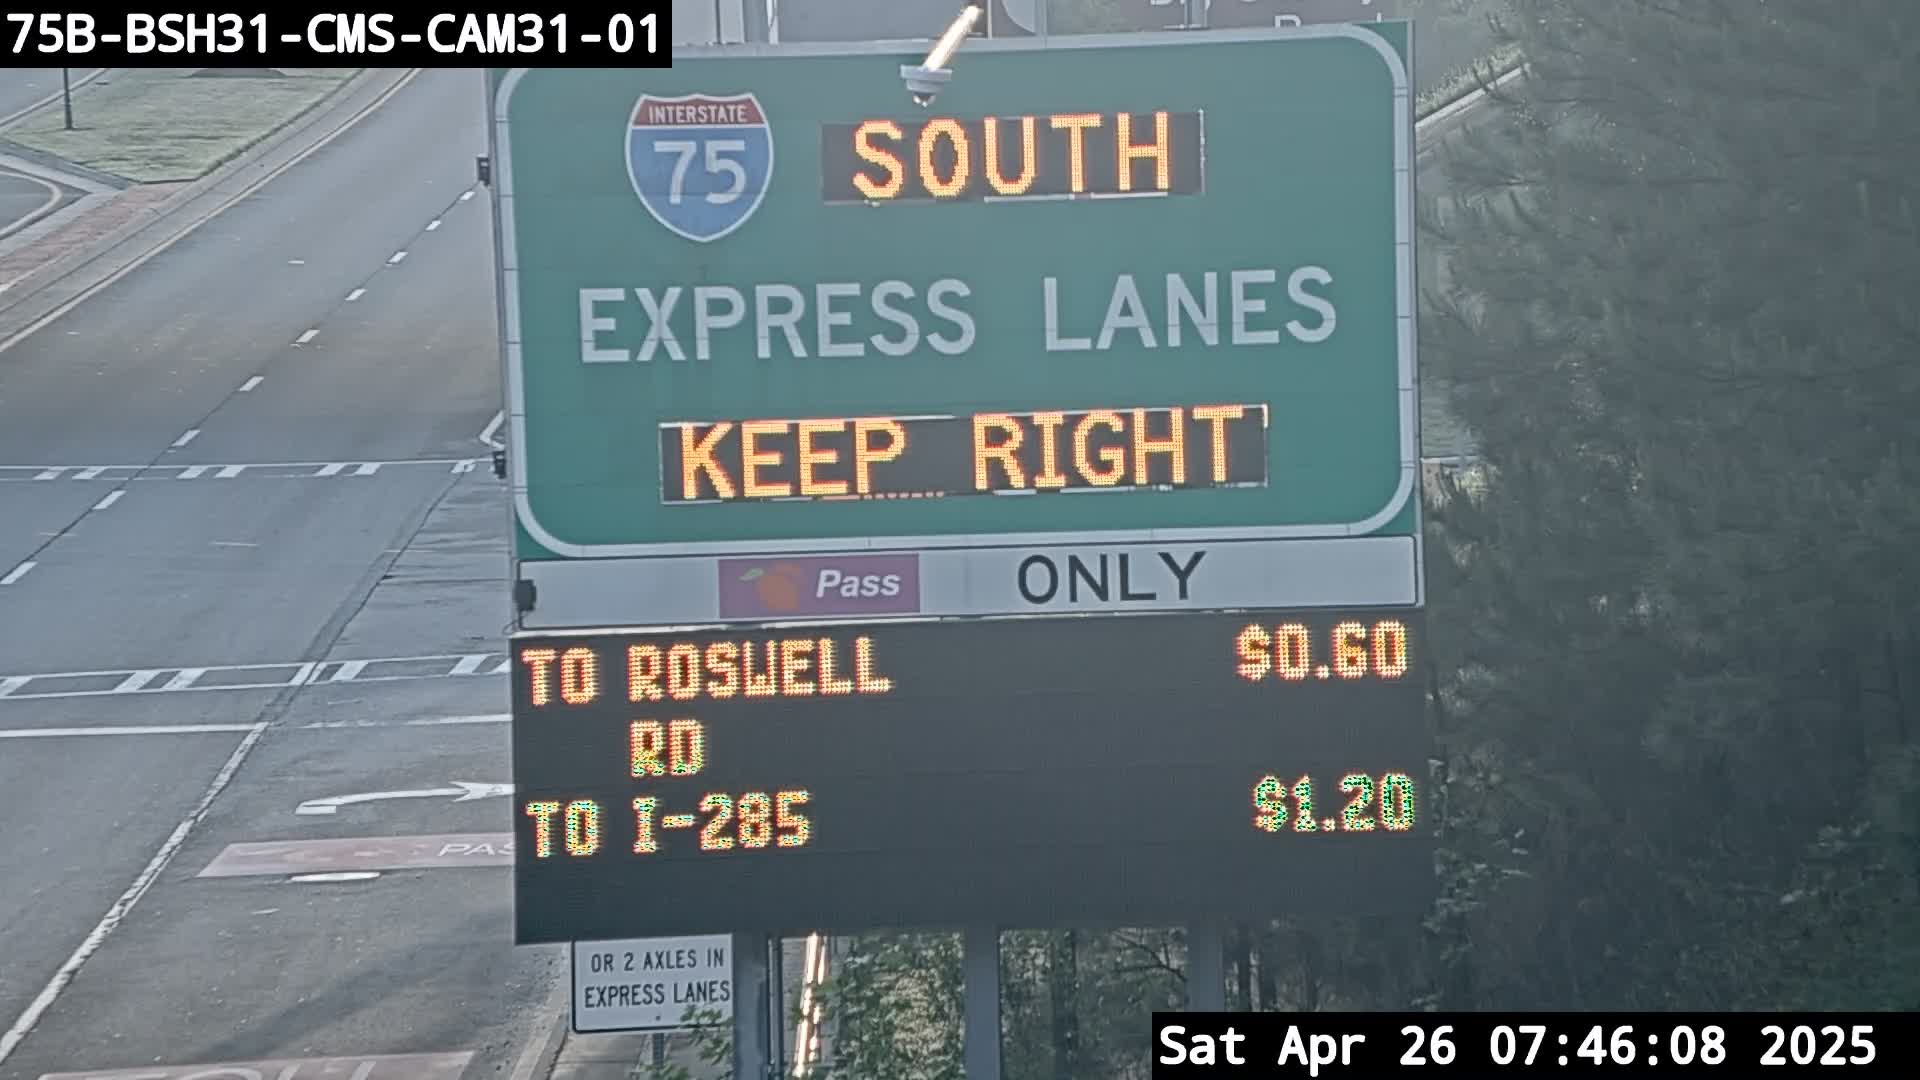 75B-BSH31-CMS-CAM31-01
INTERSTATE
75
SOUTH
EXPRESS LANES
KEEP RIGHT
Pass ONLY
TO ROSWELL $0.60
RD
TO I-285 $1.20
OR 2 AXLES IN
EXPRESS LANES
Sat Apr 26 07:46:08 2025